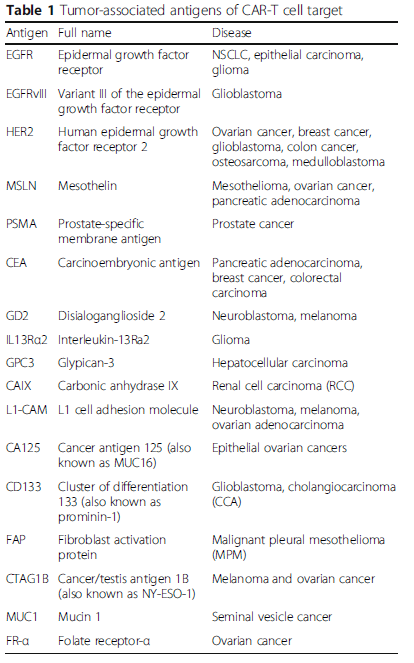 Table 1 Tumor-associated antigens of CAR-T cell target
Antigen Full name Disease
EGFR Epidermal growth factor NSCLC, epithelial carcinoma,
receptor glioma
EGFRvIII Variant III of the epidermal Glioblastoma
growth factor receptor
HER2 Human epidermal growth Ovarian cancer, breast cancer,
factor receptor 2 glioblastoma, colon cancer,
osteosarcoma, medulloblastoma
MSLN Mesothelin Mesothelioma, ovarian cancer,
pancreatic adenocarcinoma
PSMA Prostate-specific Prostate cancer
membrane antigen
CEA Carcinoembryonic antigen Pancreatic adenocarcinoma,
breast cancer, colorectal
carcinoma
GD2 Disialoganglioside 2 Neuroblastoma, melanoma
IL13Rα2 Interleukin-13Ra2 Glioma
GPC3 Glypican-3 Hepatocellular carcinoma
CAIX Carbonic anhydrase IX Renal cell carcinoma (RCC)
L1-CAM L1 cell adhesion molecule Neuroblastoma, melanoma,
ovarian adenocarcinoma
CA125 Cancer antigen 125 (also Epithelial ovarian cancers
known as MUC16)
CD133 Cluster of differentiation Glioblastoma, cholangiocarcinoma
133 (also known as (CCA)
prominin-1)
FAP Fibroblast activation Malignant pleural mesothelioma
protein (MPM)
CTAG1B Cancer/testis antigen 1B Melanoma and ovarian cancer
(also known as NY-ESO-1)
MUC1 Mucin 1 Seminal vesicle cancer
FR-α Folate receptor-α Ovarian cancer